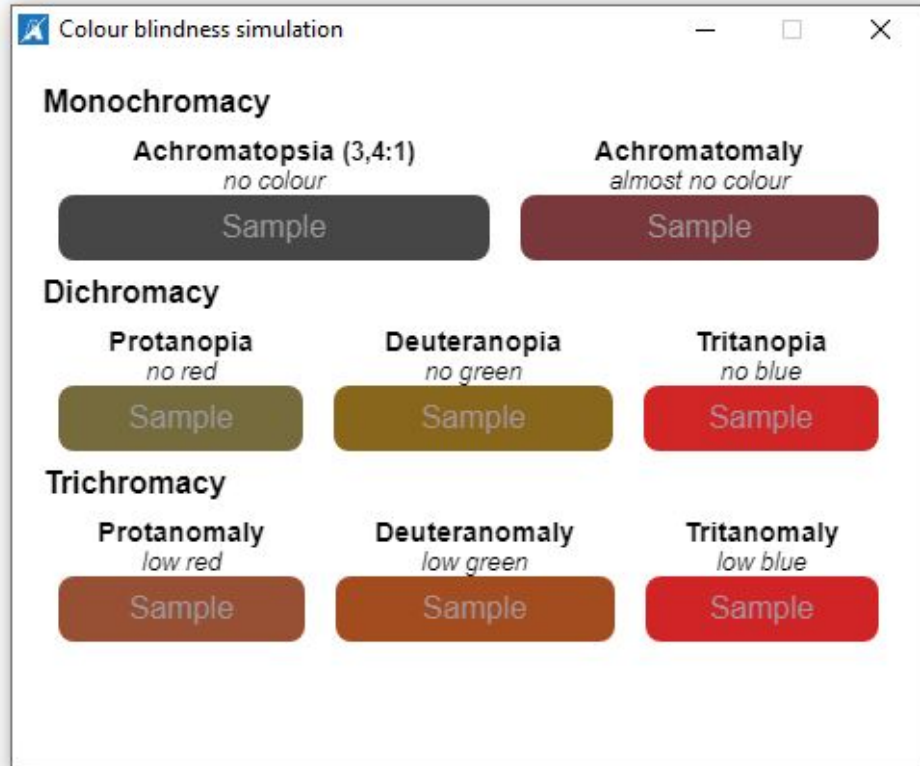 Colour blindness simulation
Monochromacy
Achromatopsia (3,4:1) Achromatomaly
no colour almost no colour
Sample Sample
Dichromacy
Protanopia Deuteranopia Tritanopia
no red no green no blue
Sample Sample Sample
Trichromacy
Protanomaly Deuteranomaly Tritanomaly
low red low green low blue
Sample Sample Sample